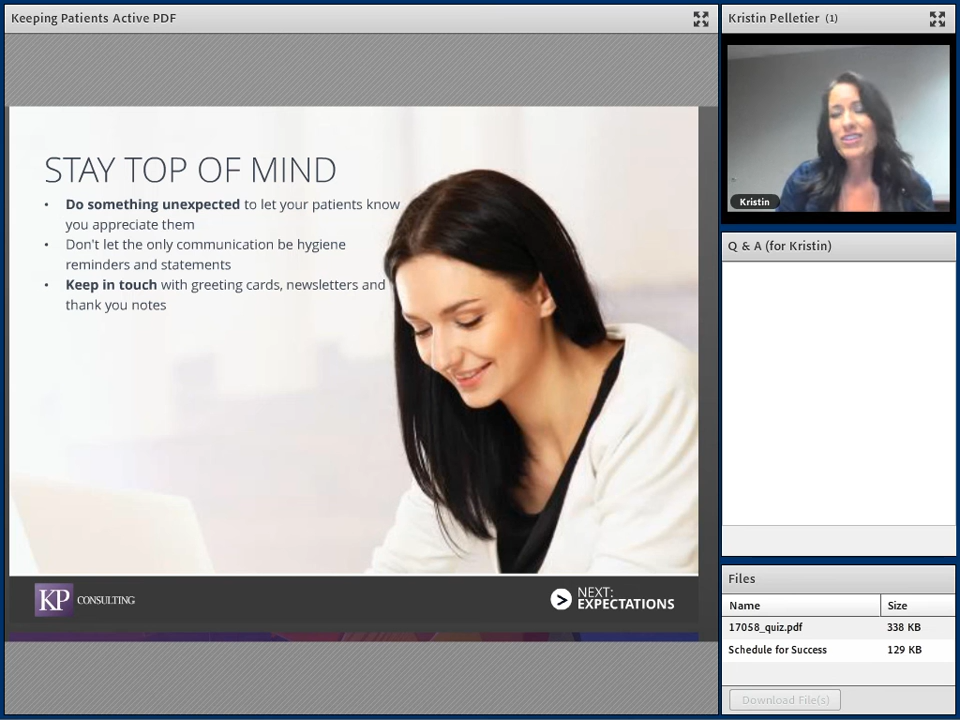 Keeping Patients Active PDF
STAY TOP OF MIND
• Do something unexpected to let your patients know
you appreciate them
• Don't let the only communication be hygiene
reminders and statements
• Keep in touch with greeting cards, newsletters and
thank you notes
KP CONSULTING
NEXT:
EXPECTATIONS
Kristin Pelletier (1)
Kristin
Q & A (for Kristin)
Files
Name Size
17058_quiz.pdf 338 KB
Schedule for Success 129 KB
Download File(s)